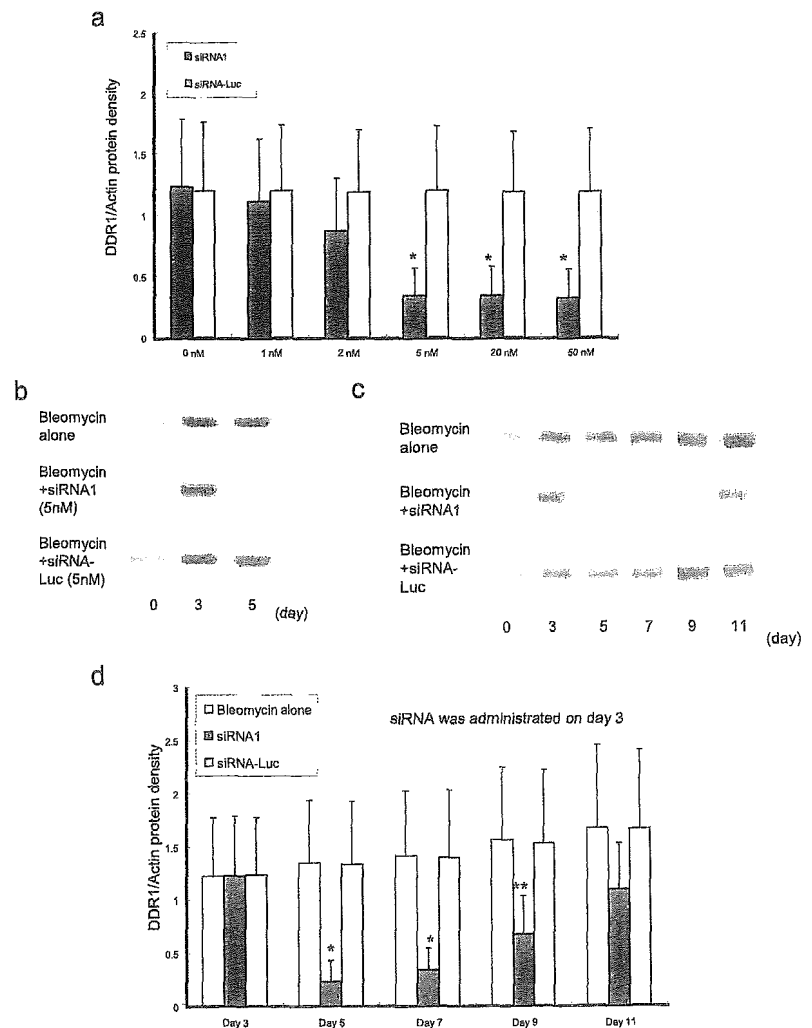 a
2.5
siRNA1
siRNA-Luc
2
1.5
1
0.5
0
DDR1/Actin protein density
*
*
*
0 nM
1 nM
2 nM
5 nM
20 nM
50 nM
b
Bleomycin
alone
Bleomycin
+siRNA1
(5nM)
Bleomycin
+siRNA-
Luc (5nM)
0
3
5
(day)
c
Bleomycin
alone
Bleomycin
+siRNA1
Bleomycin
+siRNA-
Luc
0
3
5
7
9
11
(day)
d
3
Bleomycin alone
siRNA1
siRNA-Luc
siRNA was administrated on day 3
2.5
2
1.5
1
0.5
0
DDR1/Actin protein density
*
*
**
Day 3
Day 5
Day 7
Day 9
Day 11